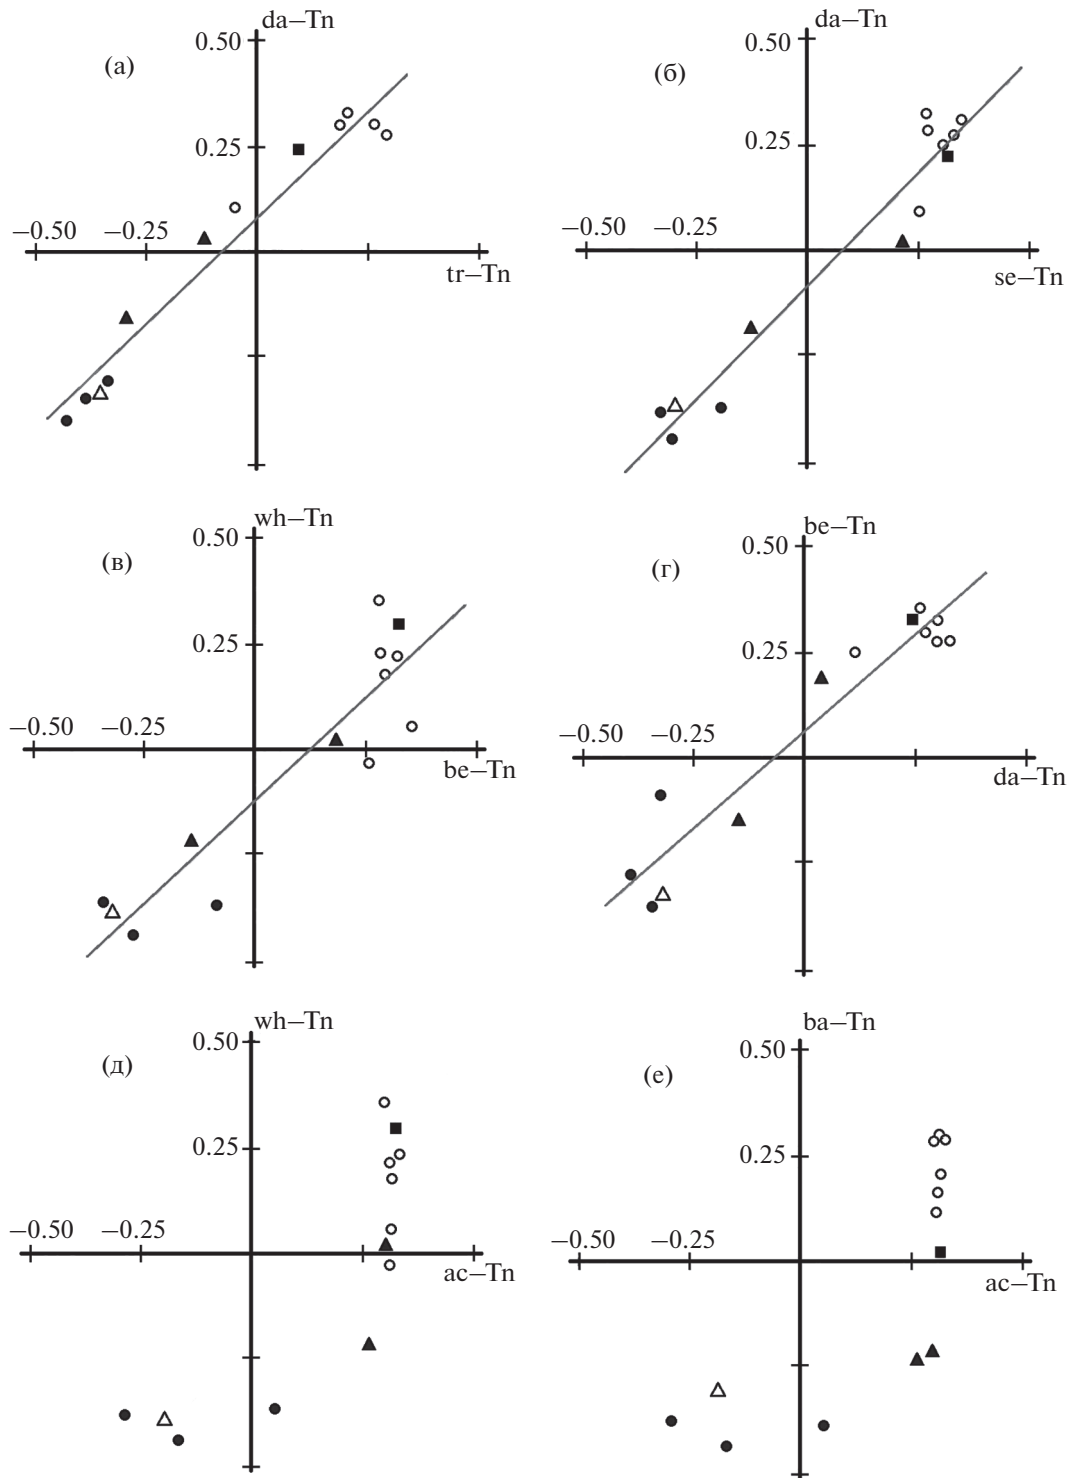 da–Tn
0.50
(а)
0.25
–0.50 –0.25
tr–Tn
da–Tn
0.50
(б)
0.25
–0.50 –0.25
se–Tn
wh–Tn
0.50
(в)
0.25
–0.50 –0.25
be–Tn
be–Tn
0.50
(г)
0.25
–0.50 –0.25
da–Tn
wh–Tn
0.50
(д)
0.25
–0.50 –0.25
ac–Tn
ba–Tn
0.50
(е)
0.25
–0.50 –0.25
ac–Tn